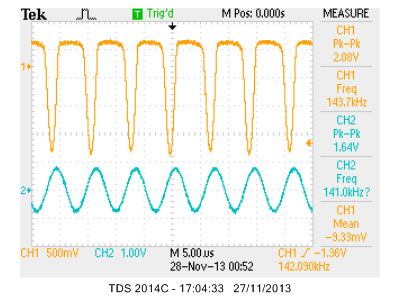 Tek Trig'd M Pos: 0.000s MEASURE
CH1
Pk-Pk
2.08V
CH1
Freq
143.7kHz
CH2
Pk-Pk
1.64V
CH2
Freq
141.0kHz?
CH1
Mean
-9.33mV
1
2
CH1 500mV CH2 1.00V M 5.00us CH1 -1.36V
28-Nov-13 00:52 142.090kHz
TDS 2014C - 17:04:33 27/11/2013